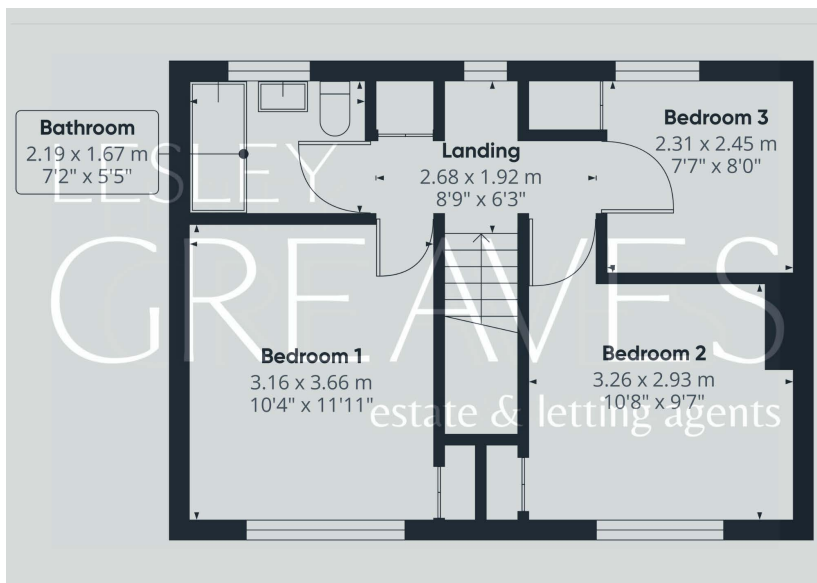 Bathroom
2.19 x 1.67 m
7'2" x 5'5"
Landing
2.68 x 1.92 m
8'9" x 6'3"
Bedroom 3
2.31 x 2.45 m
7'7" x 8'0"
LESLEY
GREAVES
estate & letting agents
Bedroom 1
3.16 x 3.66 m
10'4" x 11'11"
Bedroom 2
3.26 x 2.93 m
10'8" x 9'7"